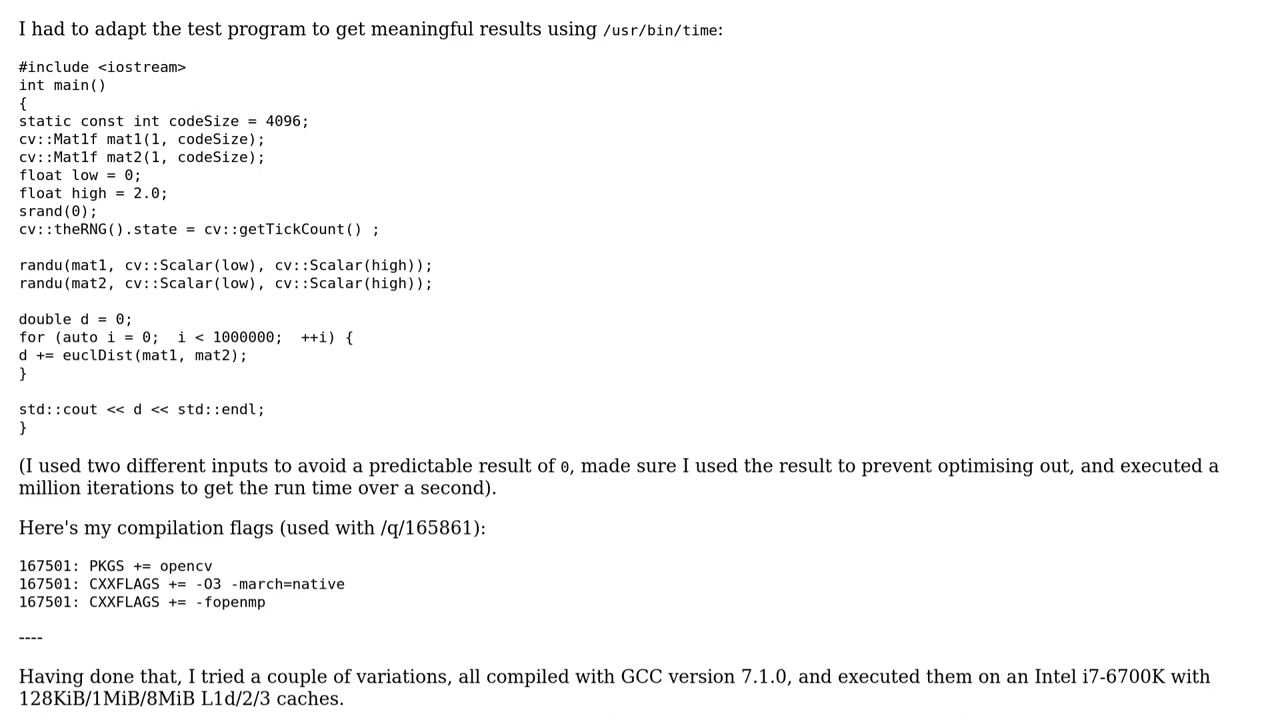 I had to adapt the test program to get meaningful results using /usr/bin/time:
#include <iostream>
int main()
{
static const int codeSize = 4096;
cv::Mat1f mat1(1, codeSize);
cv::Mat1f mat2(1, codeSize);
float low = 0;
float high = 2.0;
srand(0);
cv::theRNG().state = cv::getTickCount() ;
randu(mat1, cv::Scalar(low), cv::Scalar(high));
randu(mat2, cv::Scalar(low), cv::Scalar(high));
double d = 0;
for (auto i = 0;  i < 1000000;  ++i) {
d += euclDist(mat1, mat2);
}
std::cout << d << std::endl;
}
(I used two different inputs to avoid a predictable result of 0, made sure I used the result to prevent optimising out, and executed a
million iterations to get the run time over a second).
Here's my compilation flags (used with /q/165861):
167501: PKGS += opencv
167501: CXXFLAGS += -O3 -march=native
167501: CXXFLAGS += -fopenmp
----
Having done that, I tried a couple of variations, all compiled with GCC version 7.1.0, and executed them on an Intel i7-6700K with
128KiB/1MiB/8MiB L1d/2/3 caches.